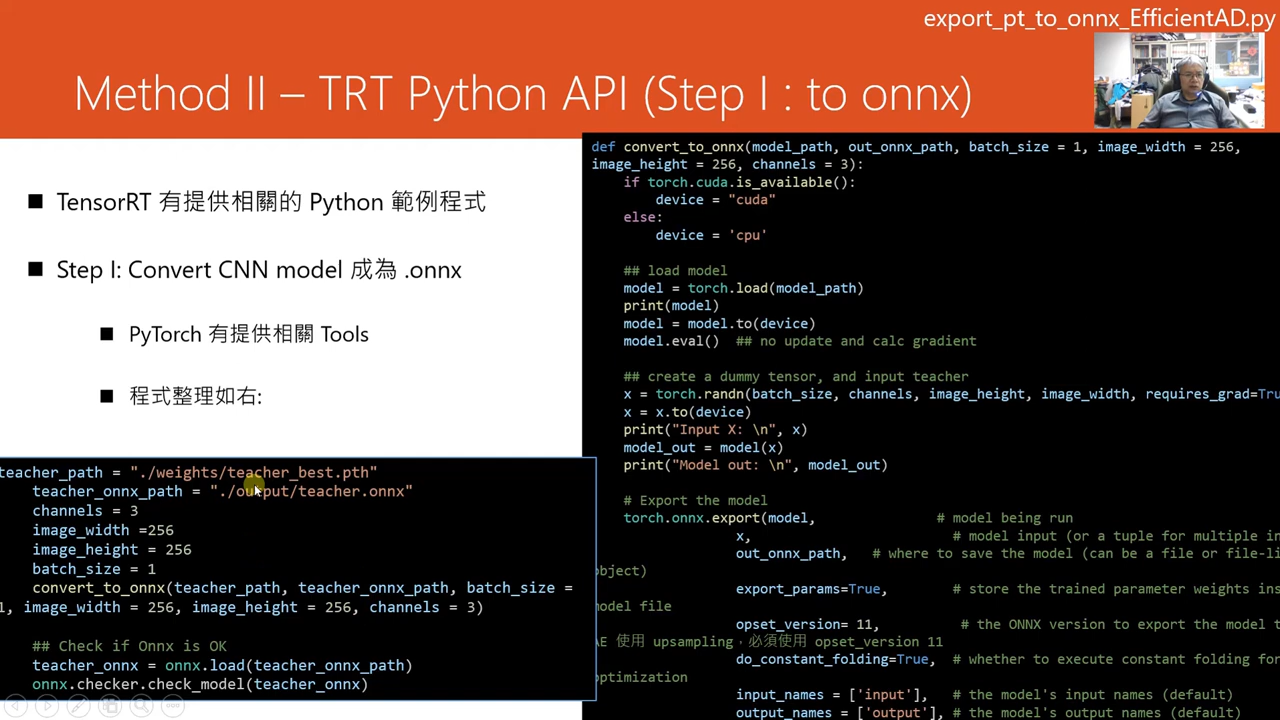 export_pt_to_onnx_EfficientAD.py
Method II – TRT Python API (Step I : to onnx)
■ TensorRT 有提供相關的 Python 範例程式
■ Step I: Convert CNN model 成為 .onnx
■ PyTorch 有提供相關 Tools
■ 程式整理如右:
teacher_path = "./weights/teacher_best.pth"
teacher_onnx_path = "./output/teacher.onnx"
channels = 3
image_width =256
image_height = 256
batch_size = 1
convert_to_onnx(teacher_path, teacher_onnx_path, batch_size =
1, image_width = 256, image_height = 256, channels = 3)
## Check if Onnx is OK
teacher_onnx = onnx.load(teacher_onnx_path)
onnx.checker.check_model(teacher_onnx)
def convert_to_onnx(model_path, out_onnx_path, batch_size = 1, image_width = 256,
image_height = 256, channels = 3):
if torch.cuda.is_available():
device = "cuda"
else:
device = 'cpu'
## load model
model = torch.load(model_path)
print(model)
model = model.to(device)
model.eval()  ## no update and calc gradient
## create a dummy tensor, and input teacher
x = torch.randn(batch_size, channels, image_height, image_width, requires_grad=Tru
x = x.to(device)
print("Input X: \n", x)
model_out = model(x)
print("Model out: \n", model_out)
# Export the model
torch.onnx.export(model, # model being run
x, # model input (or a tuple for multiple in
out_onnx_path, # where to save the model (can be a file or file-li
object)
export_params=True, # store the trained parameter weights ins
model file
opset_version= 11, # the ONNX version to export the model t
AE 使用 upsampling，必須使用 opset_version 11
do_constant_folding=True, # whether to execute constant folding for
optimization
input_names = ['input'], # the model's input names (default)
output_names = ['output'], # the model's output names (default)